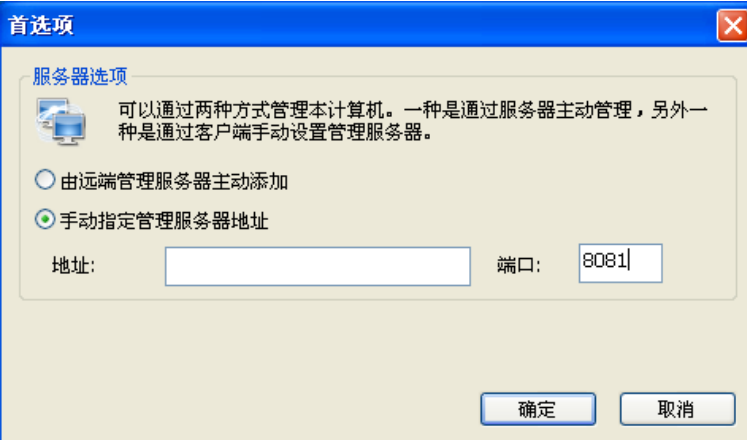 首选项
服务器选项
可以通过两种方式管理本计算机。一种是通过服务器主动管理，另外一
种是通过客户端手动设置管理服务器。
由远端管理服务器主动添加
手动指定管理服务器地址
地址: 端口: 8081
确定 取消